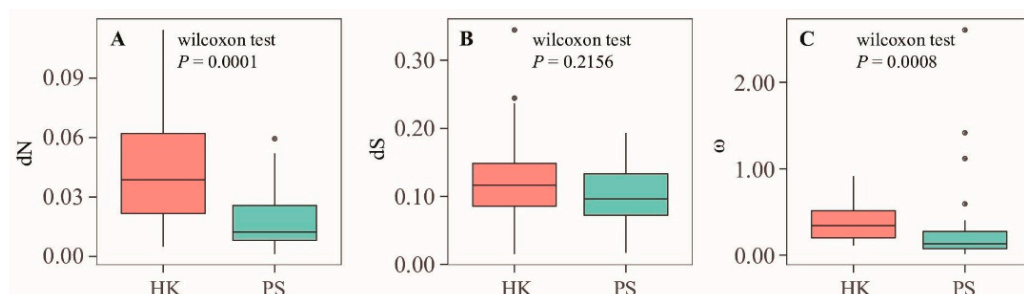 A
wilcoxon test
P = 0.0001
dN
0.09
0.06
0.03
0.00
HK
PS
B
wilcoxon test
P = 0.2156
dS
0.30
0.20
0.10
0.00
HK
PS
C
wilcoxon test
P = 0.0008
ω
2.00
1.00
0.00
HK
PS